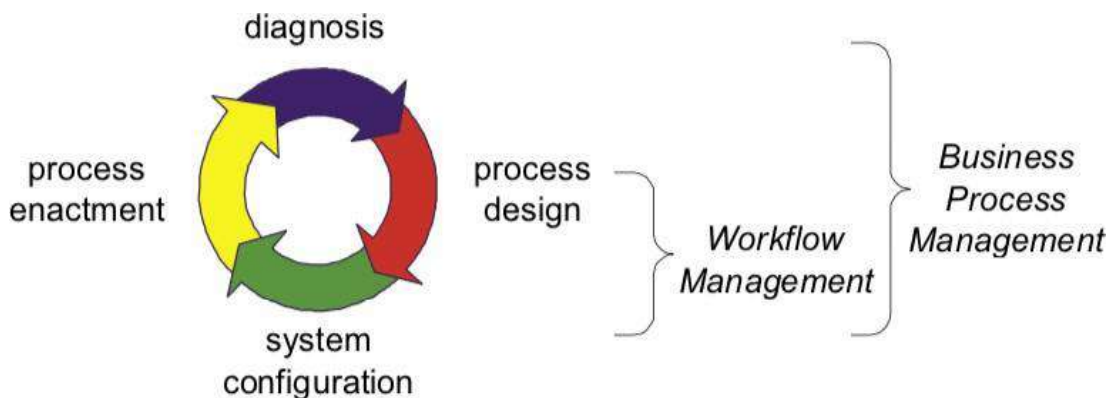 diagnosis
process
enactment
process
design
system
configuration
Workflow
Management
Business
Process
Management